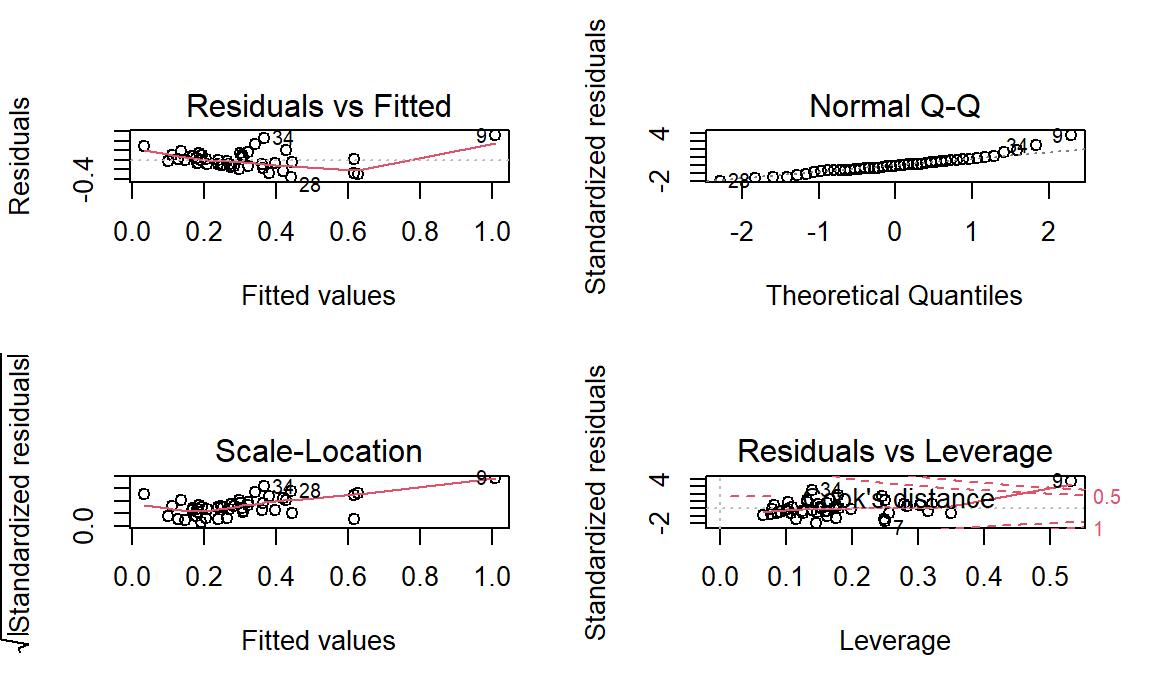 Residuals vs Fitted
Residuals
-0.4
34
9
28
0.0 0.2 0.4 0.6 0.8 1.0
Fitted values
Normal Q-Q
Standardized residuals
4
-2
28
34
9
-2 -1 0 1 2
Theoretical Quantiles
Scale-Location
√|Standardized residuals|
0.0
34
28
9
0.0 0.2 0.4 0.6 0.8 1.0
Fitted values
Residuals vs Leverage
Standardized residuals
4
-2
34
9
Cook's distance
7
0.5
1
0.0 0.1 0.2 0.3 0.4 0.5
Leverage